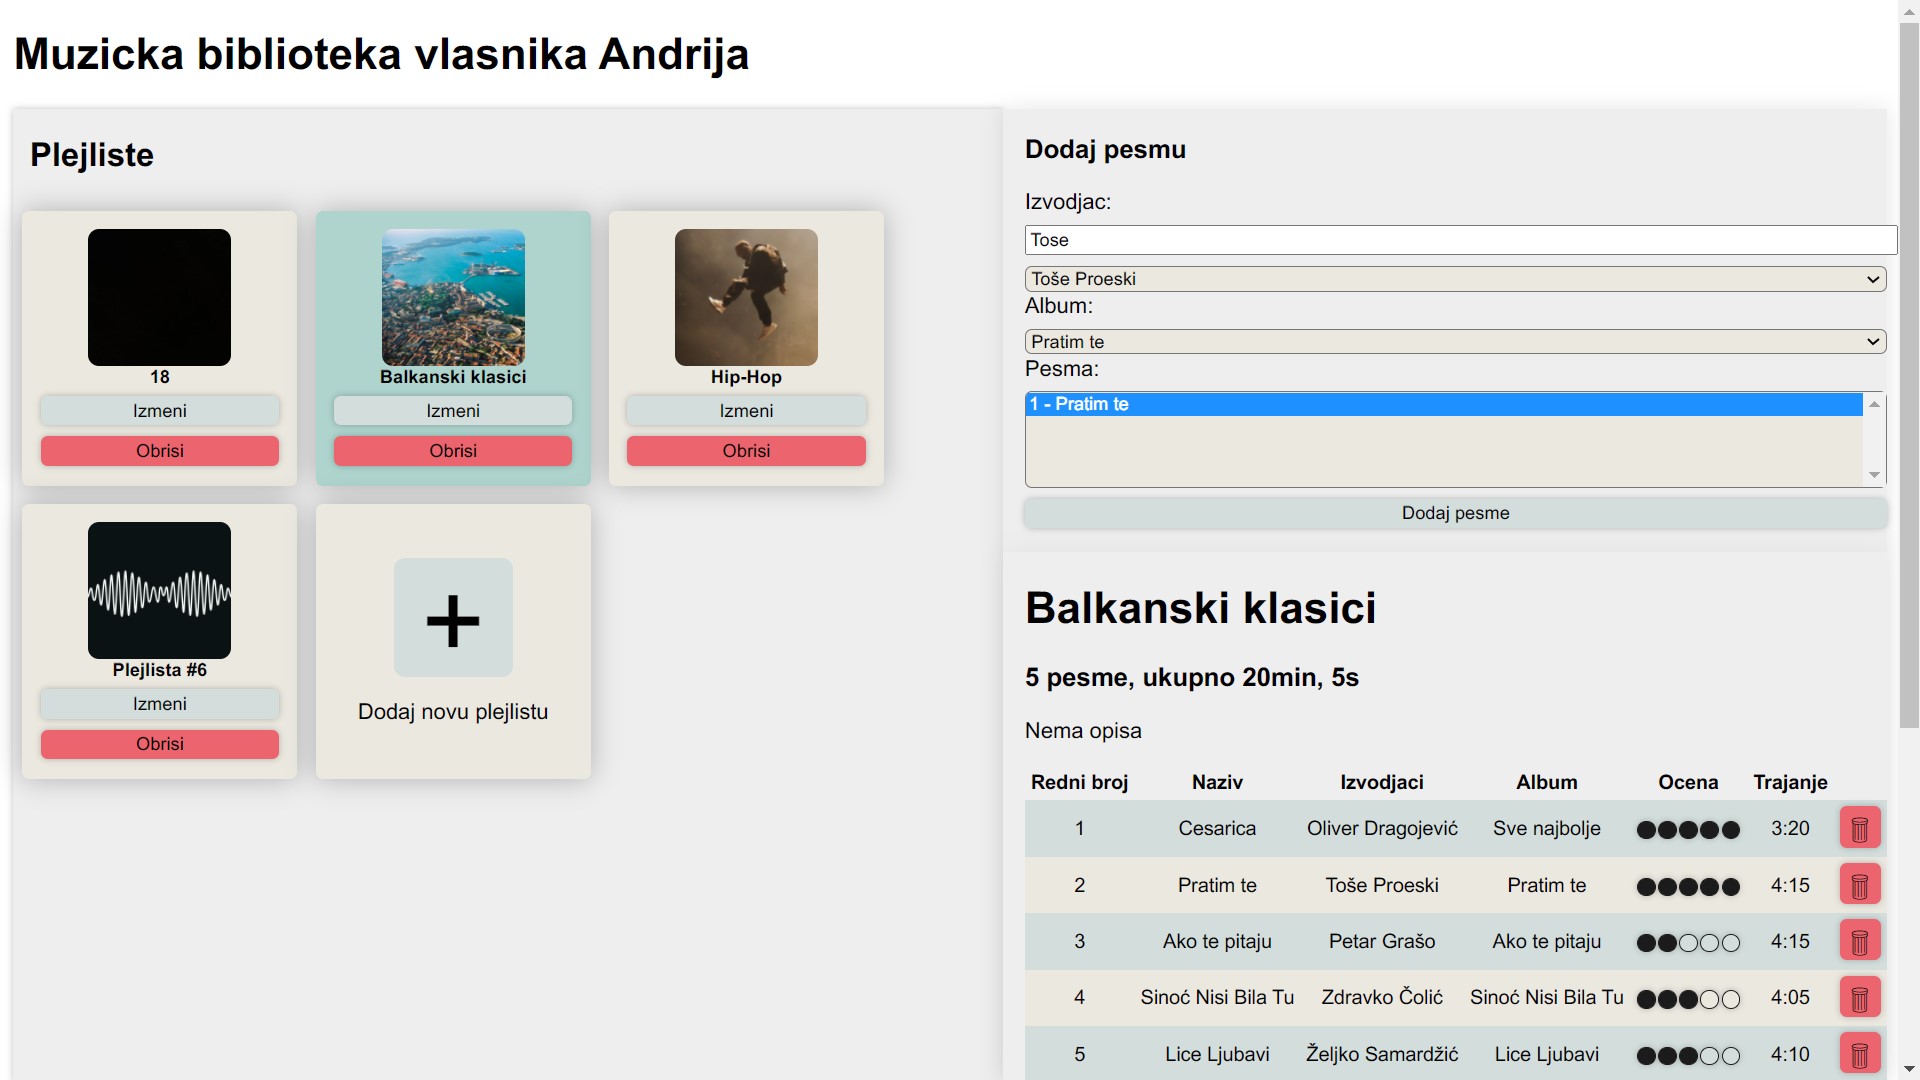 Muzicka biblioteka vlasnika Andrija
Plejliste
18
Izmeni
Obrisi
Balkanski klasici
Izmeni
Obrisi
Hip-Hop
Izmeni
Obrisi
Plejlista #6
Izmeni
Obrisi
Dodaj novu plejlistu
Dodaj pesmu
Izvodjac:
Tose
Toše Proeski
Album:
Pratim te
Pesma:
1 - Pratim te
Dodaj pesme
Balkanski klasici
5 pesme, ukupno 20min, 5s
Nema opisa
Redni broj Naziv Izvodjaci Album Ocena Trajanje
1 Cesarica Oliver Dragojević Sve najbolje 3:20
2 Pratim te Toše Proeski Pratim te 4:15
3 Ako te pitaju Petar Grašo Ako te pitaju 4:15
4 Sinoć Nisi Bila Tu Zdravko Čolić Sinoć Nisi Bila Tu 4:05
5 Lice Ljubavi Željko Samardžić Lice Ljubavi 4:10